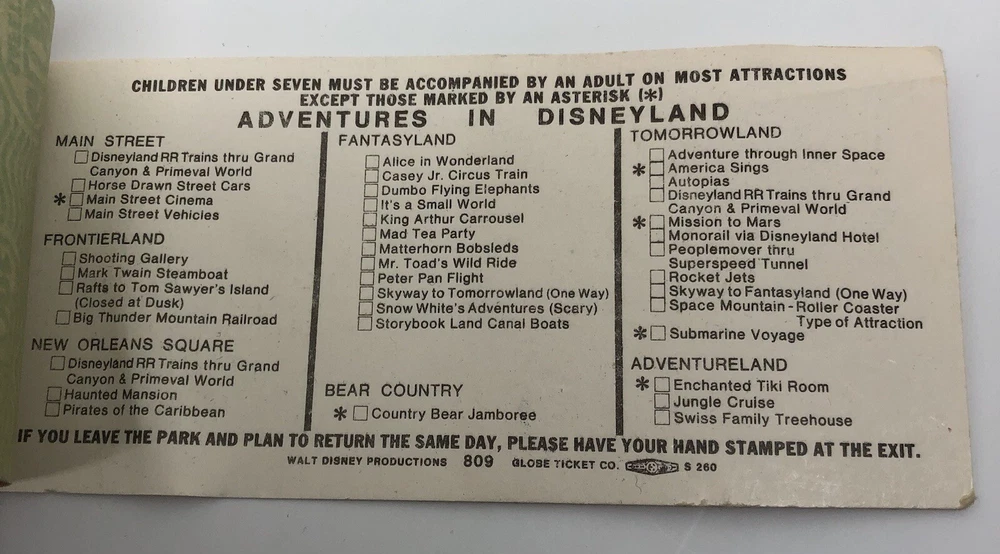 CHILDREN UNDER SEVEN MUST BE ACCOMPANIED BY AN ADULT ON MOST ATTRACTIONS
EXCEPT THOSE MARKED BY AN ASTERISK (*)
ADVENTURES IN DISNEYLAND
MAIN STREET
Disneyland RR Trains thru Grand
Canyon & Primeval World
Horse Drawn Street Cars
* Main Street Cinema
Main Street Vehicles
FRONTIERLAND
Shooting Gallery
Mark Twain Steamboat
Rafts to Tom Sawyer's Island
(Closed at Dusk)
Big Thunder Mountain Railroad
NEW ORLEANS SQUARE
Disneyland RR Trains thru Grand
Canyon & Primeval World
Haunted Mansion
Pirates of the Caribbean
FANTASYLAND
Alice in Wonderland
Casey Jr. Circus Train
Dumbo Flying Elephants
It's a Small World
King Arthur Carrousel
Mad Tea Party
Matterhorn Bobsleds
Mr. Toad's Wild Ride
Peter Pan Flight
Skyway to Tomorrowland (One Way)
Snow White's Adventures (Scary)
Storybook Land Canal Boats
BEAR COUNTRY
* Country Bear Jamboree
TOMORROWLAND
Adventure through Inner Space
* America Sings
Autopias
Disneyland RR Trains thru Grand
Canyon & Primeval World
* Mission to Mars
Monorail via Disneyland Hotel
Peoplemover thru
Superspeed Tunnel
Rocket Jets
Skyway to Fantasyland (One Way)
Space Mountain - Roller Coaster
Type of Attraction
* Submarine Voyage
ADVENTURELAND
* Enchanted Tiki Room
Jungle Cruise
Swiss Family Treehouse
IF YOU LEAVE THE PARK AND PLAN TO RETURN THE SAME DAY, PLEASE HAVE YOUR HAND STAMPED AT THE EXIT.
WALT DISNEY PRODUCTIONS 809 GLOBE TICKET CO. S 260